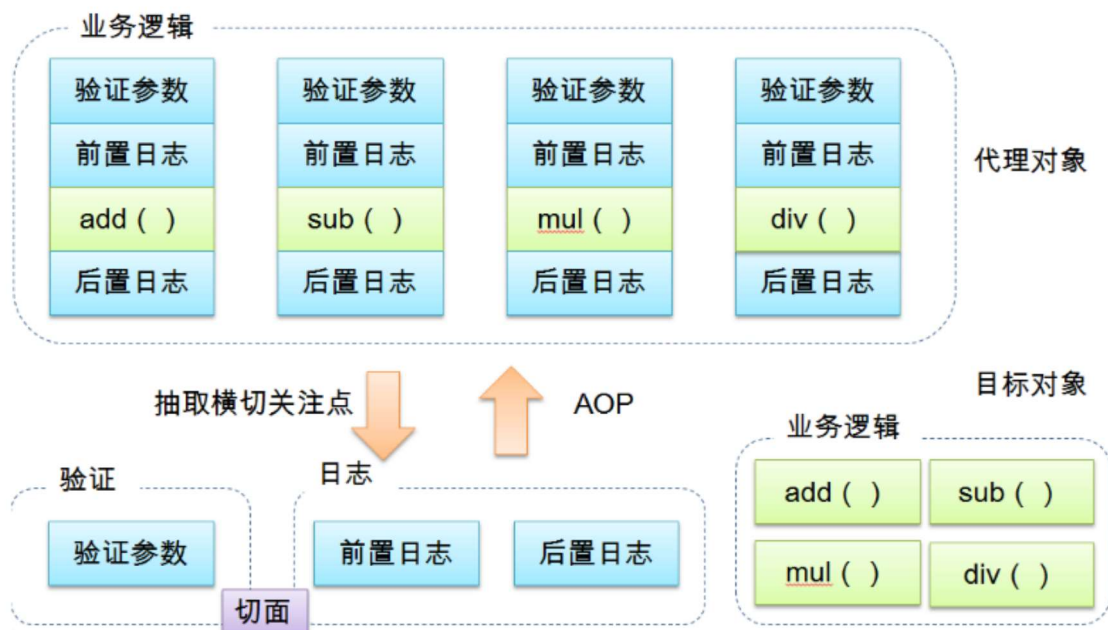 业务逻辑
验证参数 验证参数 验证参数 验证参数
前置日志 前置日志 前置日志 前置日志
add ( ) sub ( ) mul ( ) div ( )
后置日志 后置日志 后置日志 后置日志
代理对象
抽取横切关注点
AOP
目标对象
业务逻辑
add ( ) sub ( )
mul ( ) div ( )
验证
验证参数
日志
前置日志 后置日志
切面